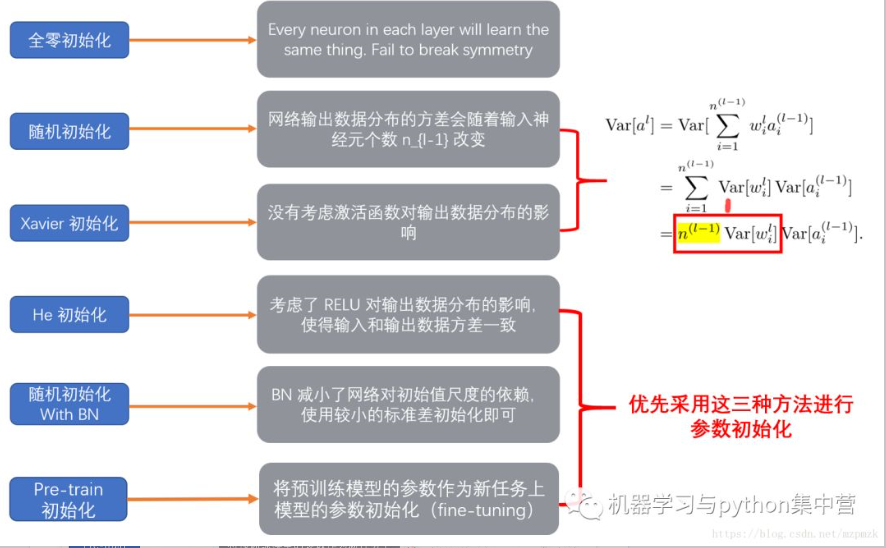 全零初始化
Every neuron in each layer will learn the
same thing. Fail to break symmetry
随机初始化
网络输出数据分布的方差会随着输入神
经元个数 n_{l-1} 改变
Xavier 初始化
没有考虑激活函数对输出数据分布的影
响
Var[a^l] = Var[∑_{i=1}^{n^{(l-1)}} w_i^l a_i^{(l-1)}]
= ∑_{i=1}^{n^{(l-1)}} Var[w_i^l] Var[a_i^{(l-1)}]
= n^{(l-1)} Var[w_i^l] Var[a_i^{(l-1)}].
He 初始化
考虑了 RELU 对输出数据分布的影响,
使得输入和输出数据方差一致
随机初始化
With BN
BN 减小了网络对初始值尺度的依赖,
使用较小的标准差初始化即可
Pre-train
初始化
将预训练模型的参数作为新任务上
模型的参数初始化（fine-tuning）
优先采用这三种方法进行
参数初始化
机器学习与python集中营
https://blog.csdn.net/mzpmzk